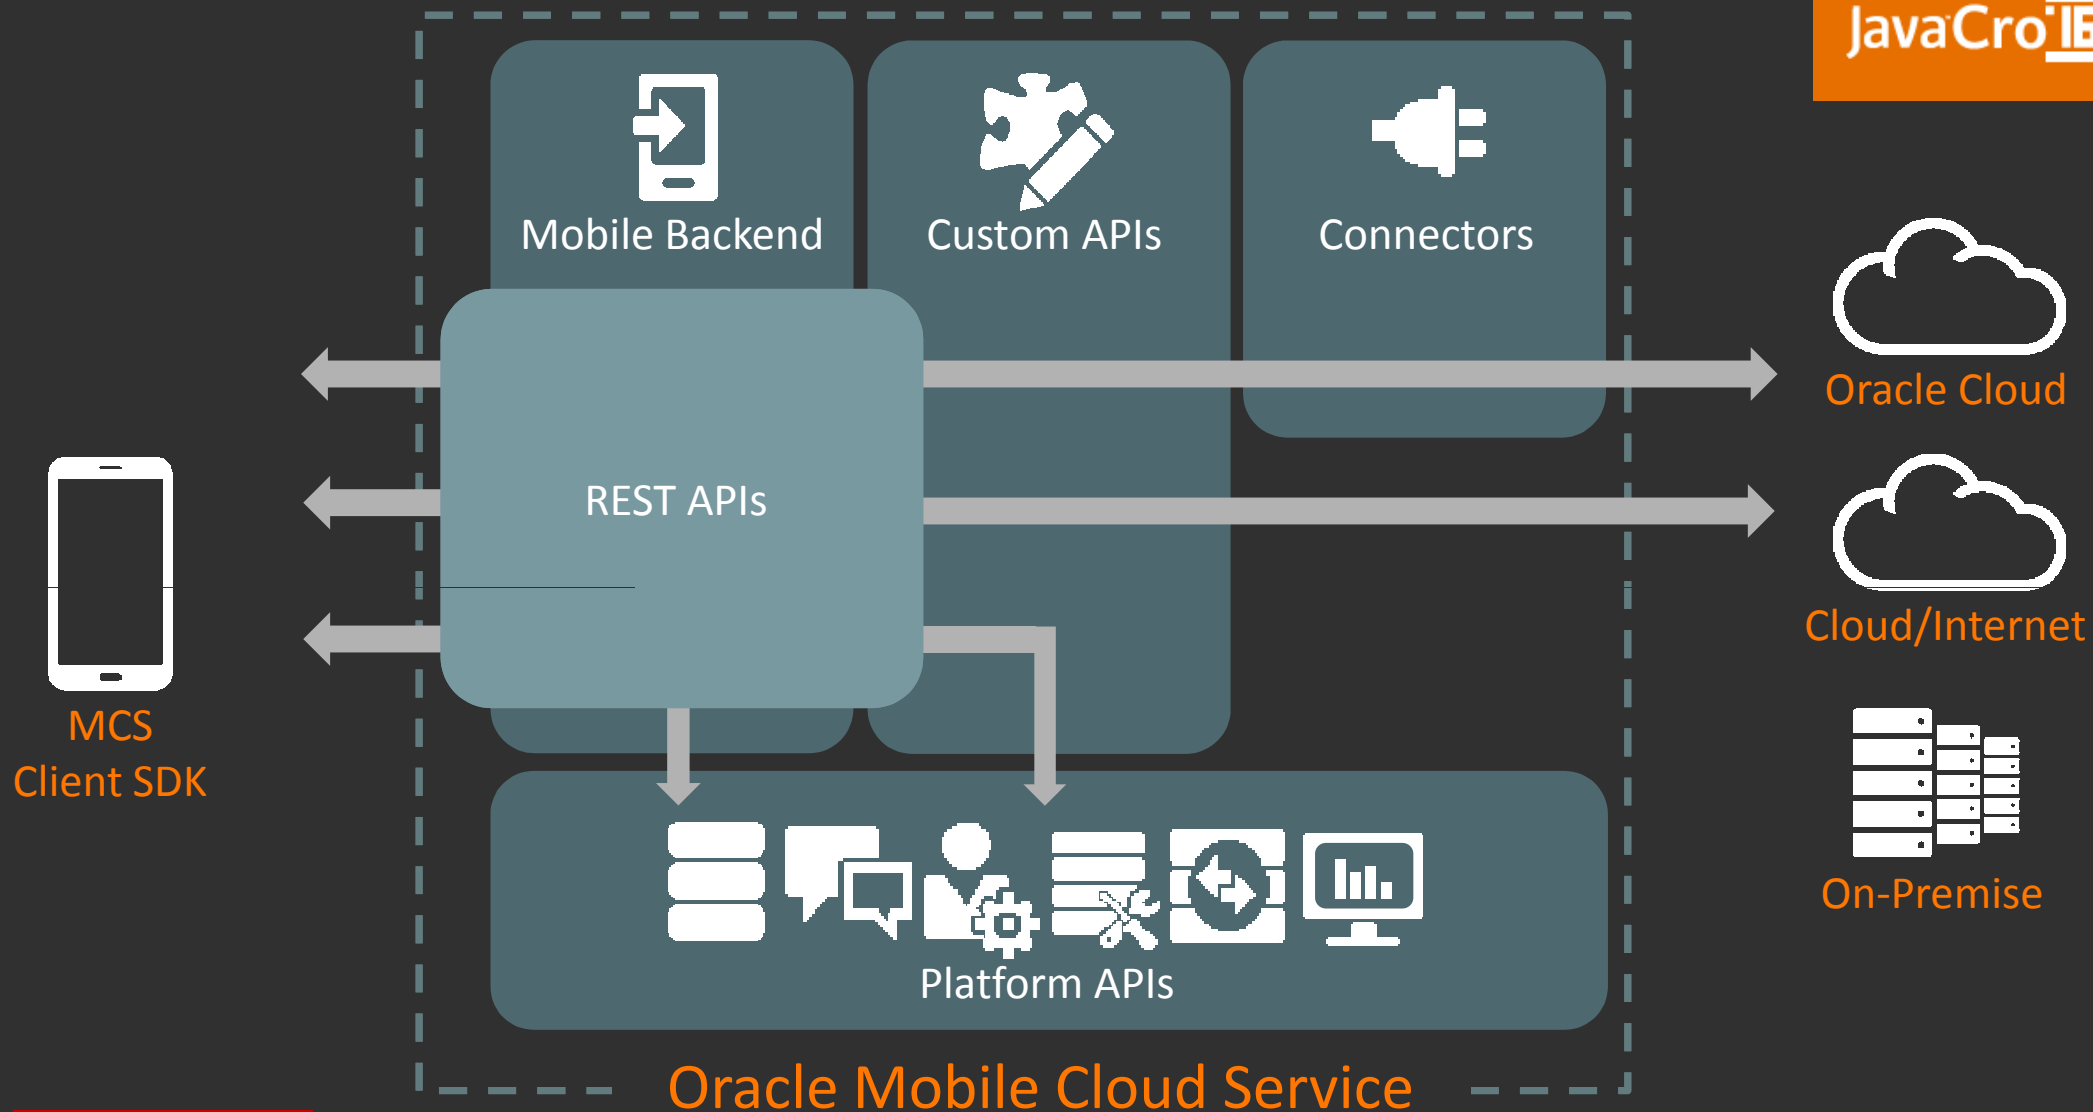 JavaCro
Mobile Backend
Custom APIs
Connectors
Oracle Cloud
REST APIs
Cloud/Internet
MCS
Client SDK
On-Premise
Platform APIs
Oracle Mobile Cloud Service